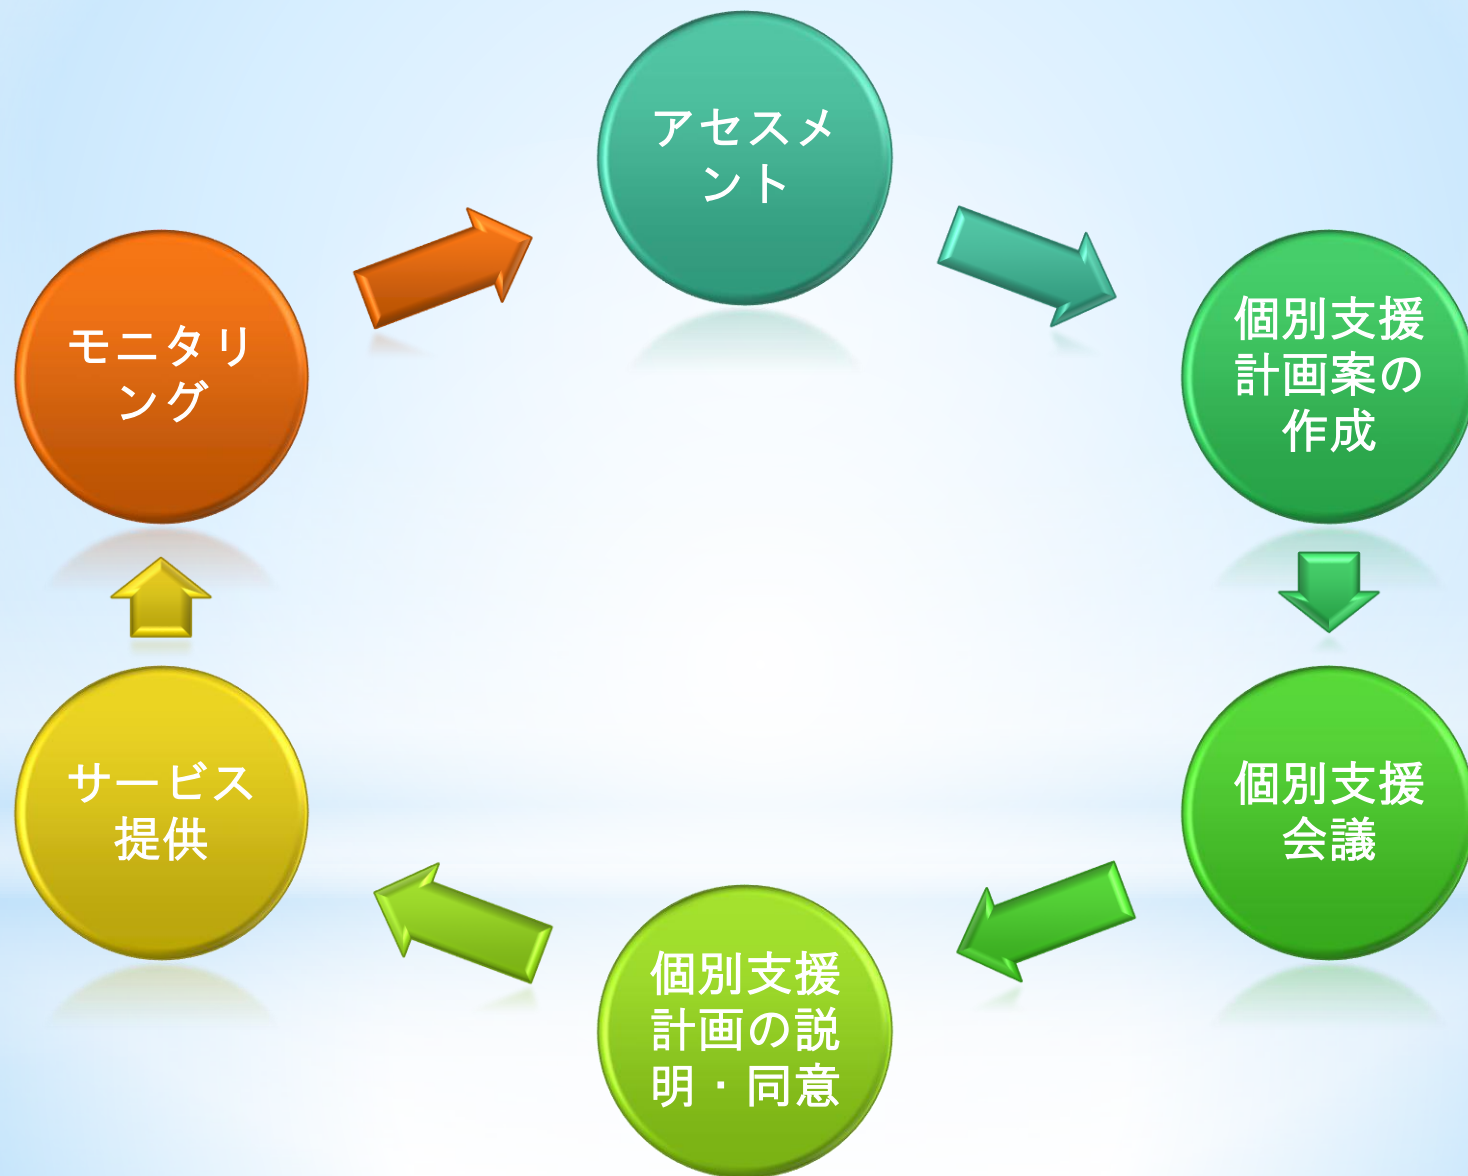 アセスメ
ント
個別支援
計画案の
作成
個別支援
会議
個別支援
計画の説
明・同意
サービス
提供
モニタリ
ング